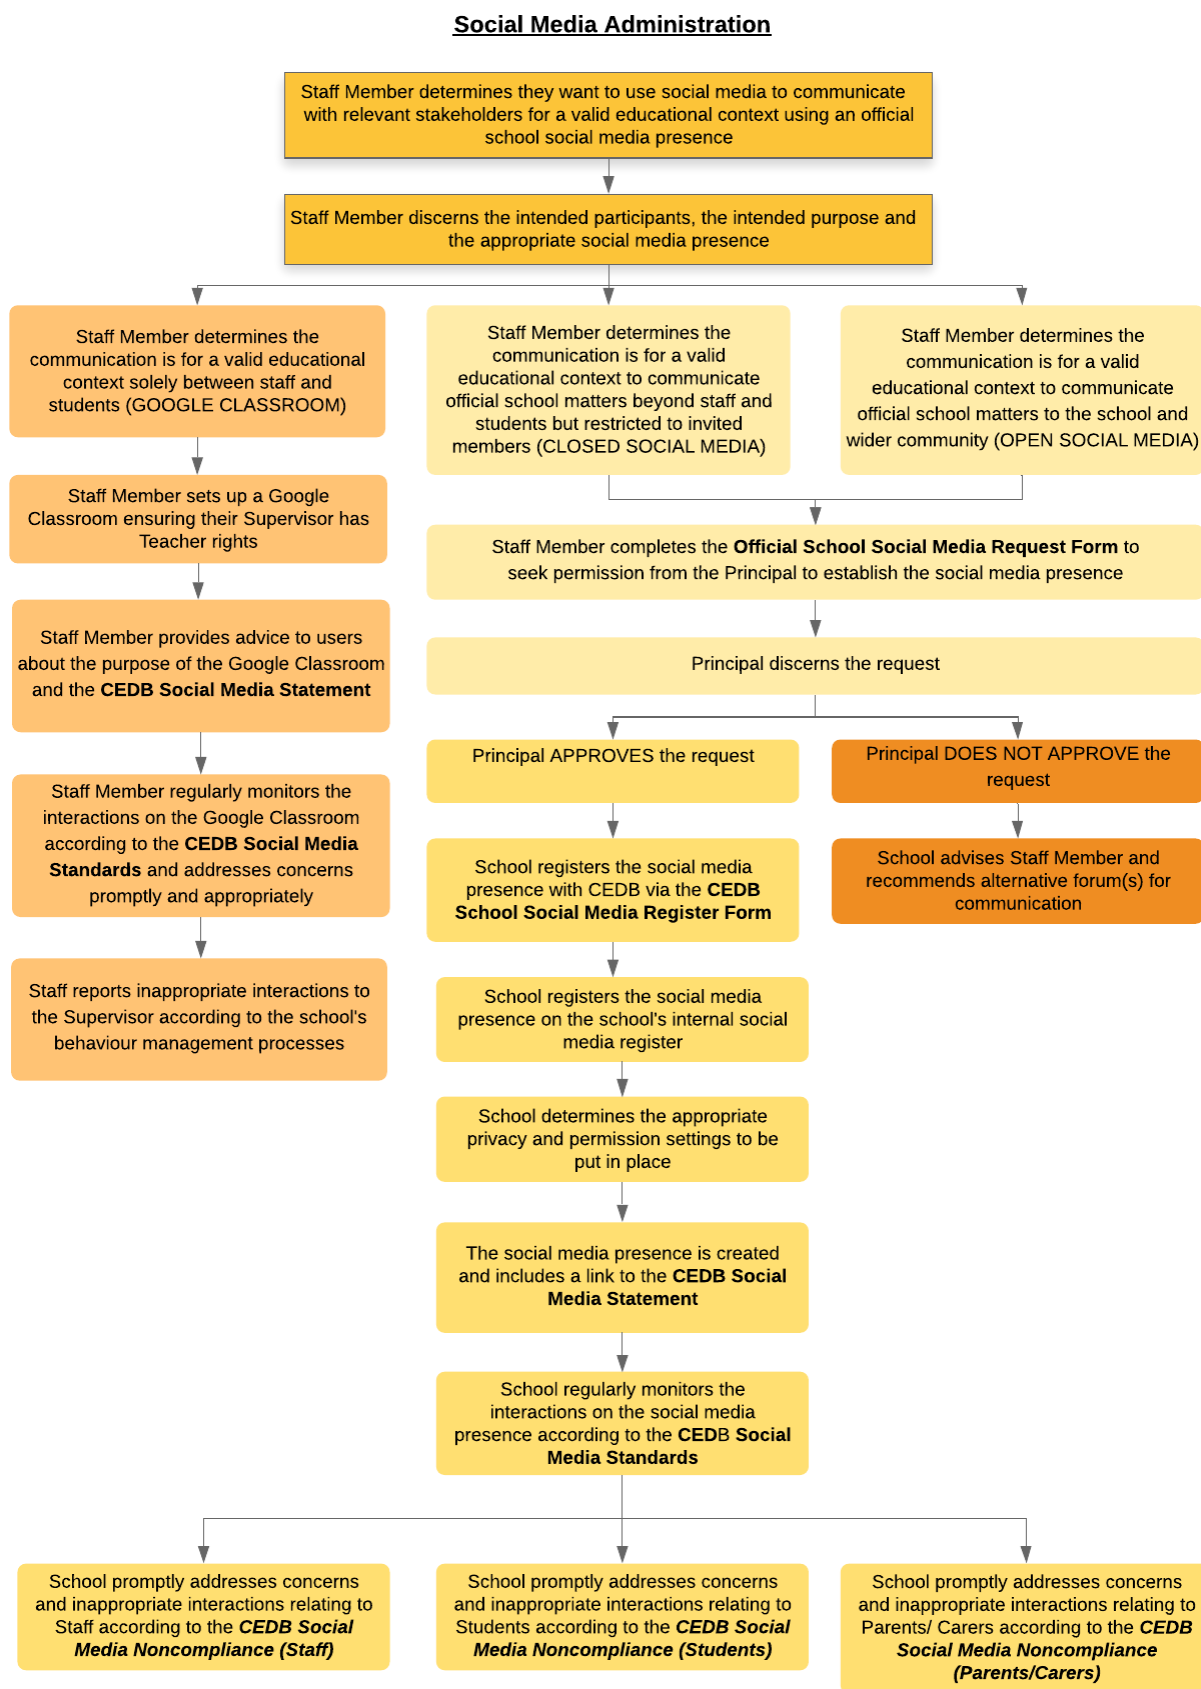 Social Media Administration
Staff Member determines they want to use social media to communicate
with relevant stakeholders for a valid educational context using an official
school social media presence
Staff Member discerns the intended participants, the intended purpose and
the appropriate social media presence
Staff Member determines the
communication is for a valid educational
context solely between staff and
students (GOOGLE CLASSROOM)
Staff Member sets up a Google
Classroom ensuring their Supervisor has
Teacher rights
Staff Member provides advice to users
about the purpose of the Google Classroom
and the CEDB Social Media Statement
Staff Member regularly monitors the
interactions on the Google Classroom
according to the CEDB Social Media
Standards and addresses concerns
promptly and appropriately
Staff reports inappropriate interactions to
the Supervisor according to the school's
behaviour management processes
Staff Member determines the
communication is for a valid
educational context to communicate
official school matters beyond staff and
students but restricted to invited
members (CLOSED SOCIAL MEDIA)
Staff Member determines the
communication is for a valid
educational context to communicate
official school matters to the school and
wider community (OPEN SOCIAL MEDIA)
Staff Member completes the Official School Social Media Request Form to
seek permission from the Principal to establish the social media presence
Principal discerns the request
Principal APPROVES the request
Principal DOES NOT APPROVE the
request
School advises Staff Member and
recommends alternative forum(s) for
communication
School registers the social media
presence with CEDB via the CEDB
School Social Media Register Form
School registers the social media
presence on the school's internal social
media register
School determines the appropriate
privacy and permission settings to be
put in place
The social media presence is created
and includes a link to the CEDB Social
Media Statement
School regularly monitors the
interactions on the social media
presence according to the CEDB Social
Media Standards
School promptly addresses concerns
and inappropriate interactions relating to
Staff according to the CEDB Social
Media Noncompliance (Staff)
School promptly addresses concerns
and inappropriate interactions relating to
Students according to the CEDB Social
Media Noncompliance (Students)
School promptly addresses concerns
and inappropriate interactions relating to
Parents/ Carers according to the CEDB
Social Media Noncompliance
(Parents/Carers)